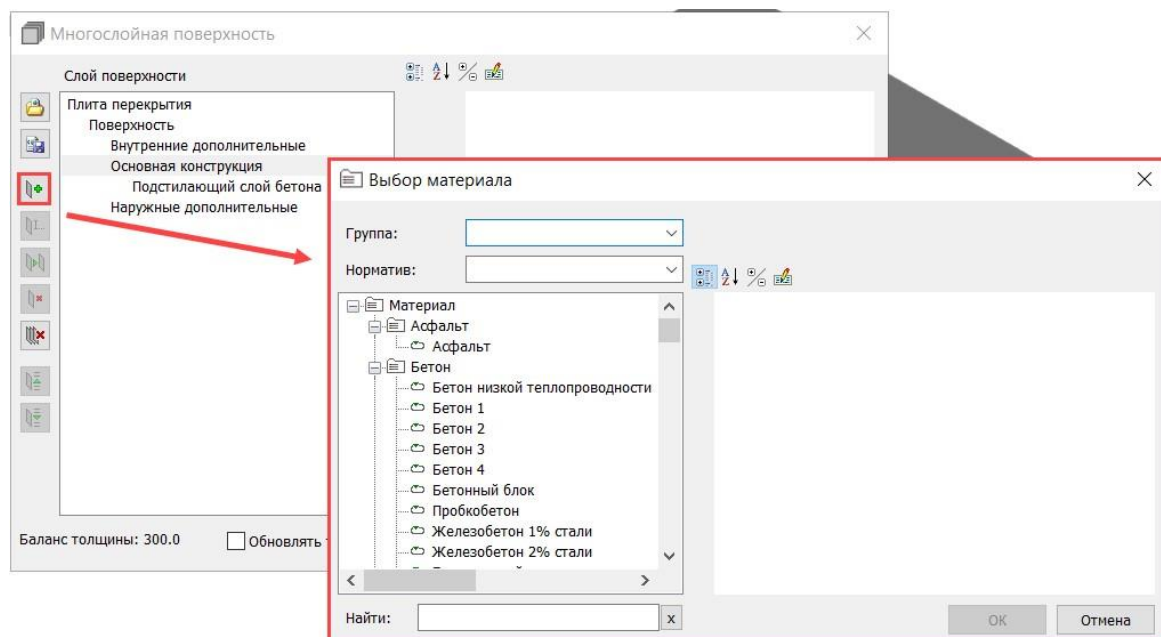 Многослойная поверхность
Слой поверхности
Плита перекрытия
Поверхность
Внутренние дополнительные
Основная конструкция
Подстилающий слой бетона
Наружные дополнительные
Баланс толщины: 300.0
Обновлять
Выбор материала
Группа:
Норматив:
Материал
Асфальт
Асфальт
Бетон
Бетон низкой теплопроводности
Бетон 1
Бетон 2
Бетон 3
Бетон 4
Бетонный блок
Пробкобетон
Железобетон 1% стали
Железобетон 2% стали
Найти:
x
ОК
Отмена